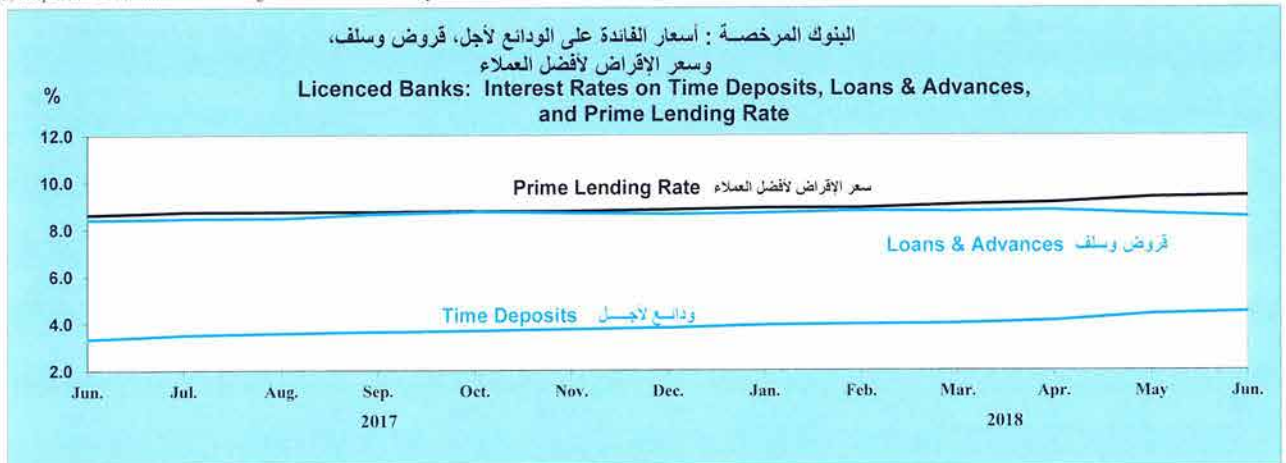 البنوك المرخصــة : أسعار الفائدة على الودائع لأجل، قروض وسلف،
وسعر الإقراض لأفضل العملاء
%
Licenced Banks: Interest Rates on Time Deposits, Loans & Advances,
and Prime Lending Rate
12.0
10.0
8.0
6.0
4.0
2.0
Prime Lending Rate سعر الإقراض لأفضل العملاء
Loans & Advances قروض وسلف
Time Deposits ودائــع لأجــــل
Jun. Jul. Aug. Sep. Oct. Nov. Dec. Jan. Feb. Mar. Apr. May Jun.
2017 2018